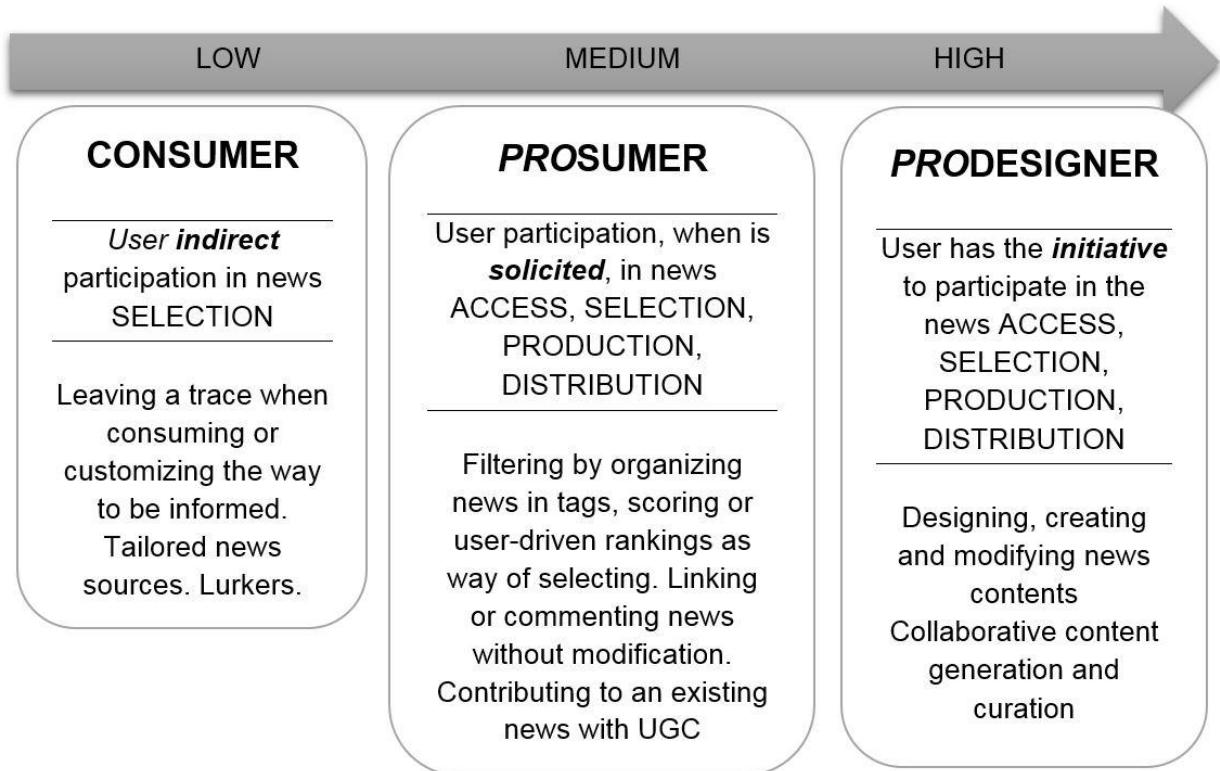 LOW MEDIUM HIGH
CONSUMER
User indirect
participation in news
SELECTION
Leaving a trace when
consuming or
customizing the way
to be informed.
Tailored news
sources. Lurkers.
PROSUMER
User participation, when is
solicited, in news
ACCESS, SELECTION,
PRODUCTION,
DISTRIBUTION
Filtering by organizing
news in tags, scoring or
user-driven rankings as
way of selecting. Linking
or commenting news
without modification.
Contributing to an existing
news with UGC
PRODESIGNER
User has the initiative
to participate in the
news ACCESS,
SELECTION,
PRODUCTION,
DISTRIBUTION
Designing, creating
and modifying news
contents
Collaborative content
generation and
curation